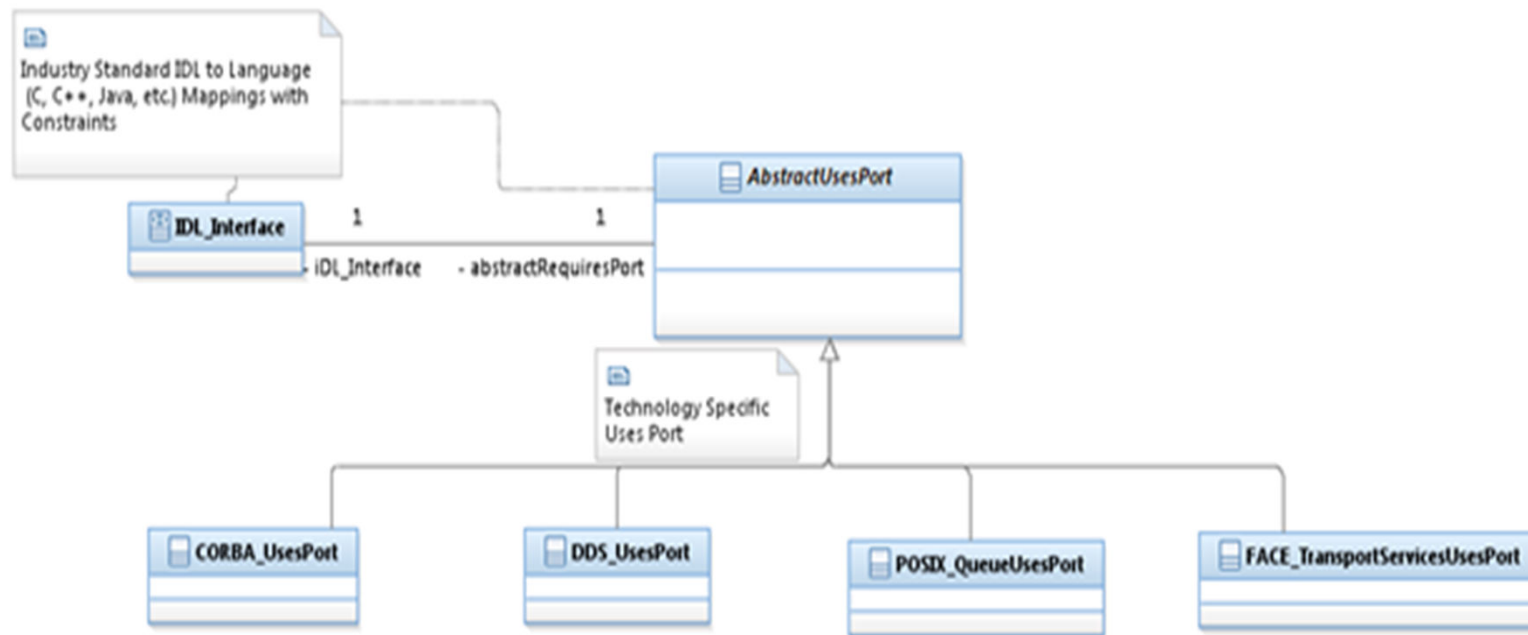 Industry Standard IDL to Language
(C, C++, Java, etc.) Mappings with
Constraints
AbstractUsesPort
IDL_Interface
1
1
- iDL_Interface
- abstractRequiresPort
Technology Specific
Uses Port
CORBA_UsesPort
DDS_UsesPort
POSIX_QueueUsesPort
FACE_TransportServicesUsesPort